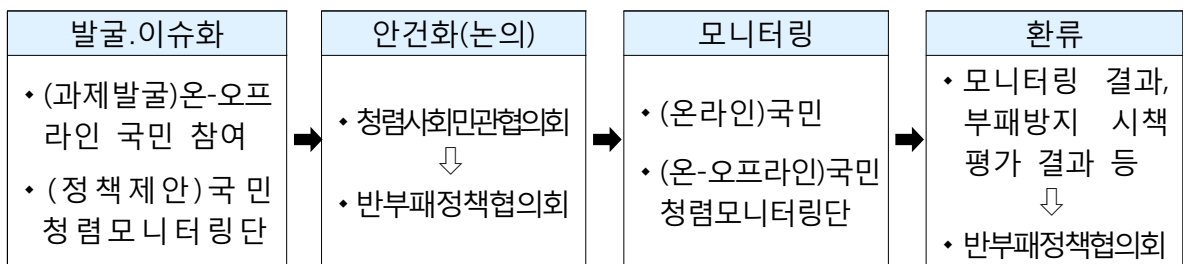 발굴.이슈화
◆ (과제발굴)온-오프
라인 국민 참여
◆ (정책제안)국민
청렴모니터링단
➡
안건화(논의)
◆ 청렴사회민관협의회
⇩
◆ 반부패정책협의회
➡
모니터링
◆ (온라인)국민
◆ (온-오프라인)국민
청렴모니터링단
➡
환류
◆ 모니터링 결과,
부패방지 시책
평가 결과 등
⇩
◆ 반부패정책협의회